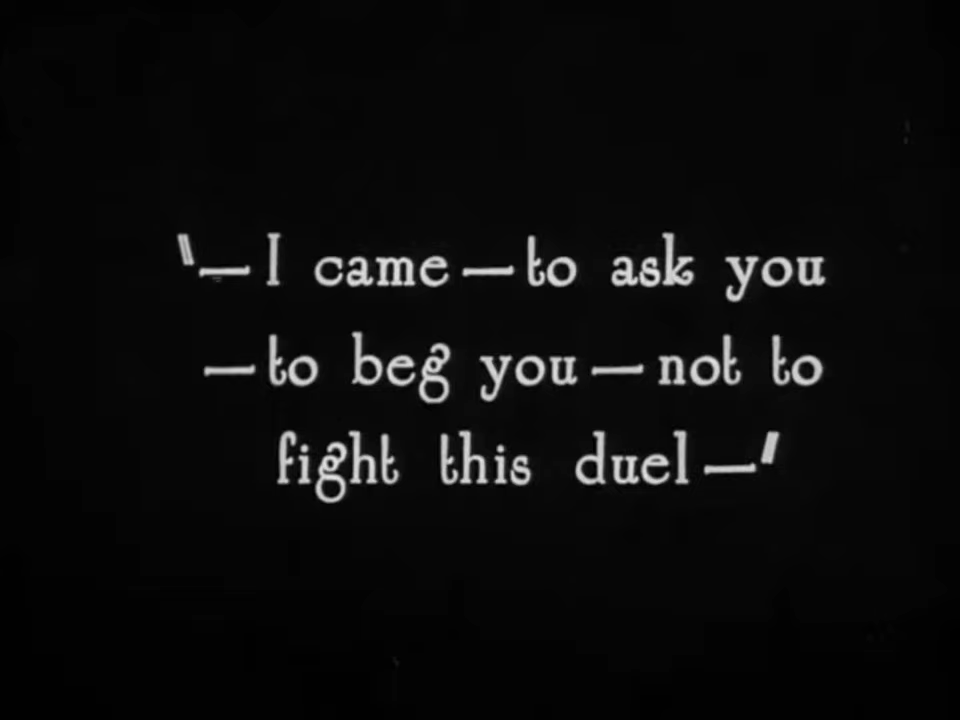 "—I came—to ask you
—to beg you—not to
fight this duel—"